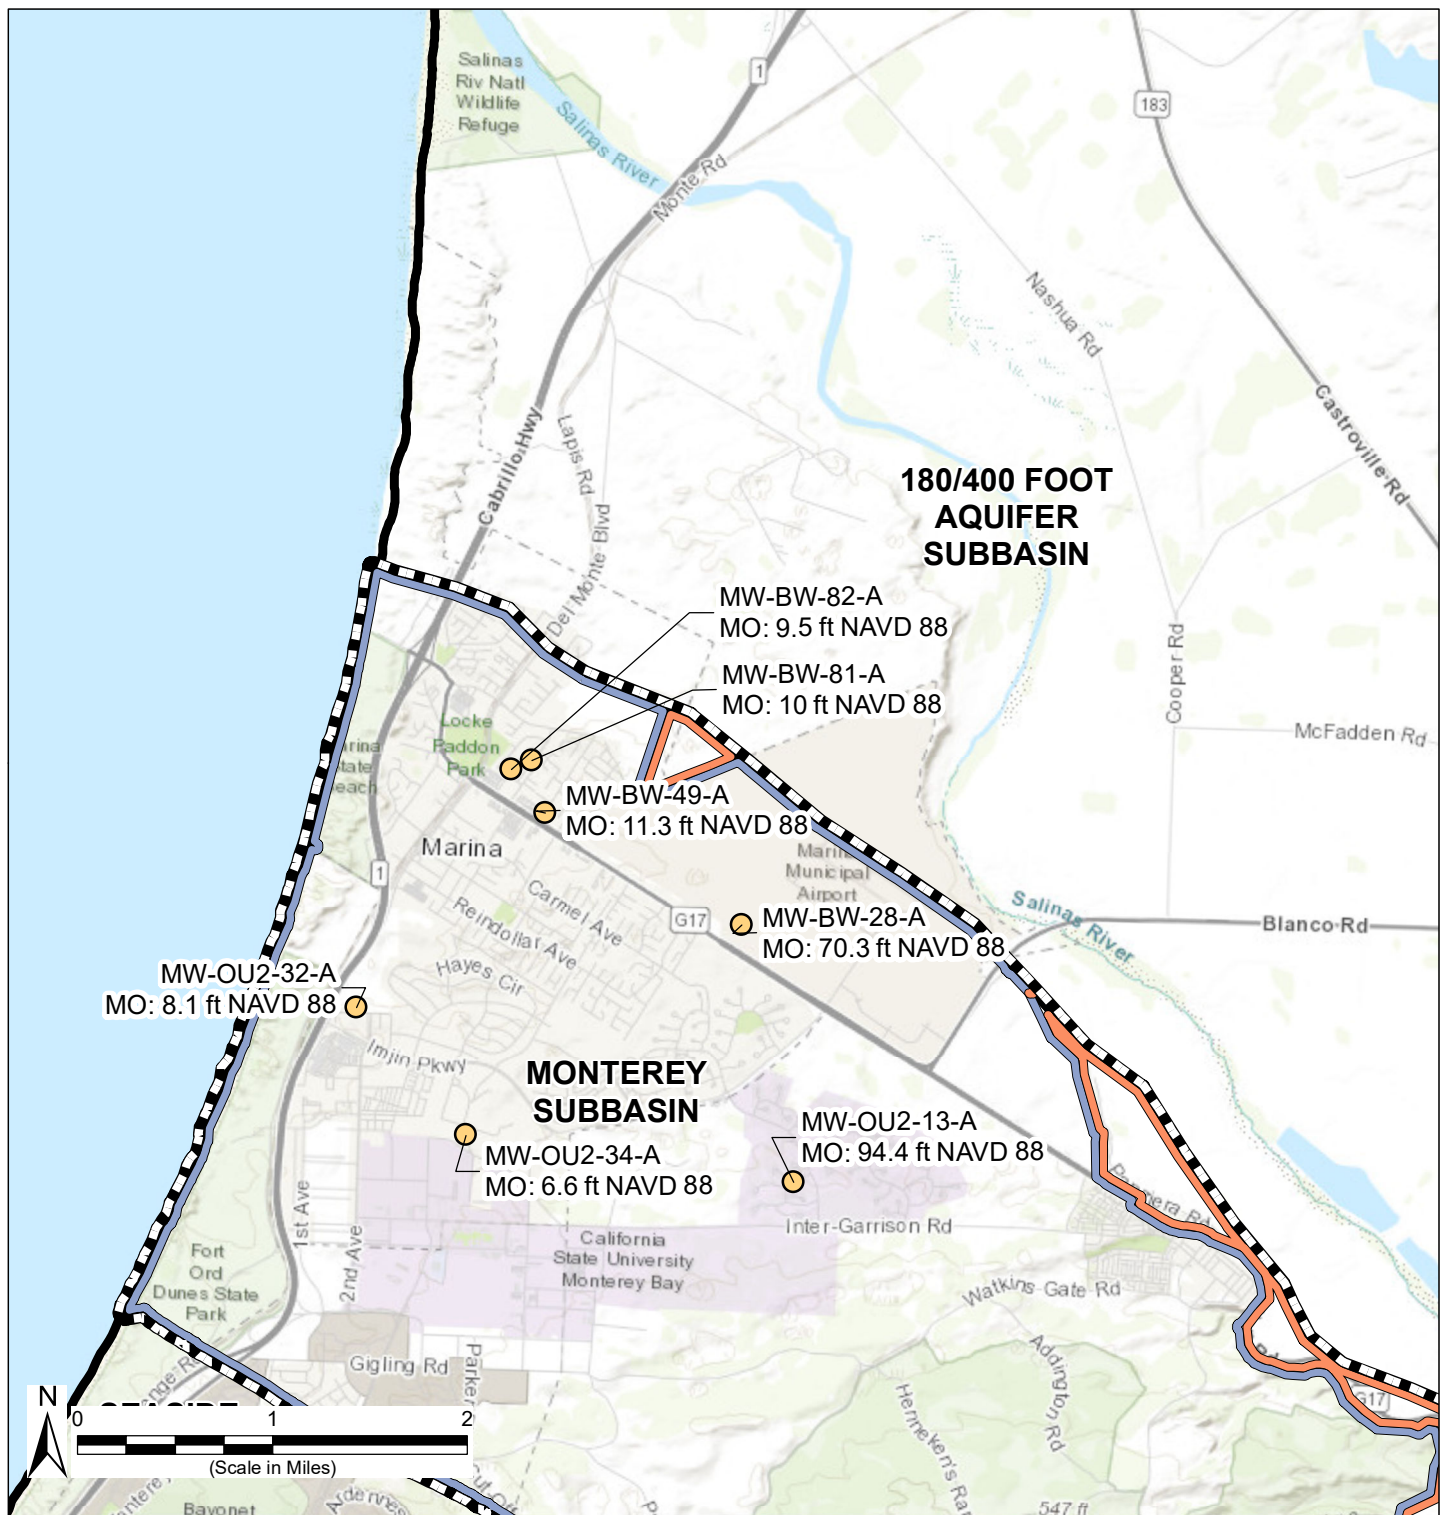 Salinas
Riv Natl
Wildlife
Refuge
Salinas River
1
Monte Rd
183
Nashua Rd
Castroville Rd
Cabrillo Hwy
Lapis Rd
Del Monte Blvd
180/400 FOOT
AQUIFER
SUBBASIN
MW-BW-82-A
MO: 9.5 ft NAVD 88
MW-BW-81-A
MO: 10 ft NAVD 88
Cooper Rd
McFadden Rd
Locke
Paddon
Park
State
MW-BW-49-A
MO: 11.3 ft NAVD 88
Marina
Municipal
Airport
Marina
1
Carmel Ave
Reindollar Ave
Hayes Cir
G17
MW-BW-28-A
MO: 70.3 ft NAVD 88
Salinas River
Blanco Rd
MW-OU2-32-A
MO: 8.1 ft NAVD 88
Imjin Pkwy
MONTEREY
SUBBASIN
MW-OU2-34-A
MO: 6.6 ft NAVD 88
MW-OU2-13-A
MO: 94.4 ft NAVD 88
Inter-Garrison Rd
1st Ave
2nd Ave
California
State University
Monterey Bay
Fort
Ord
Dunes State
Park
Watkins Gate Rd
Addington Rd
Gigling Rd
G17
N
0 1 2
(Scale in Miles)
Bayonet
547 ft